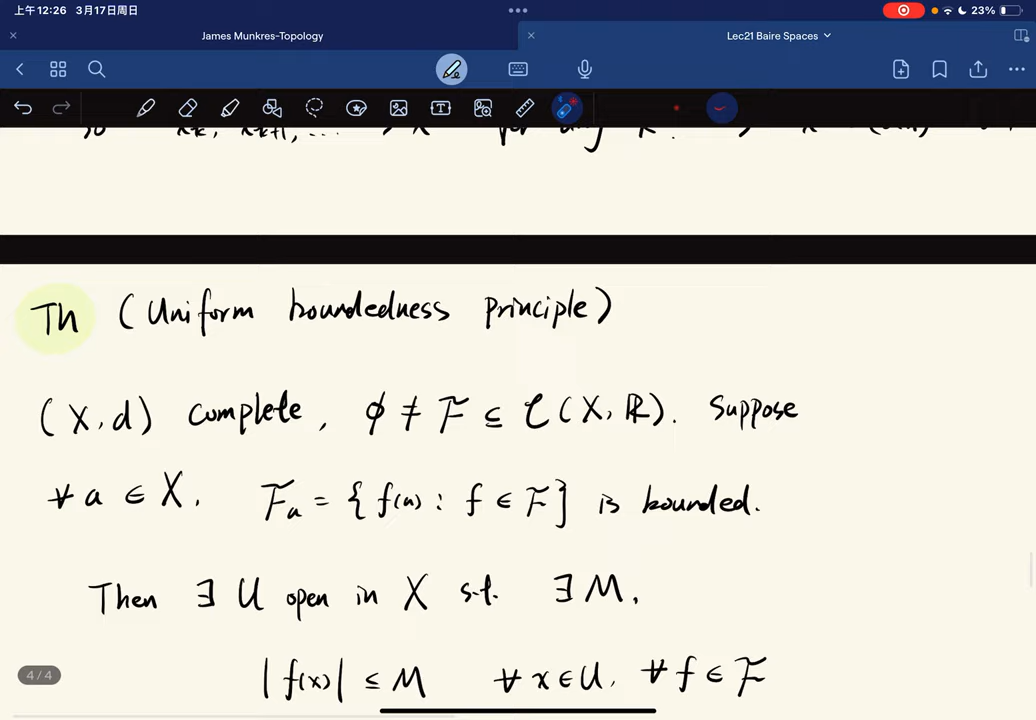 上午12:26 3月17日周日
23%
James Munkres-Topology
Lec21 Baire Spaces
Th (Uniform boundedness principle)
(X, d) complete, ϕ ≠ ℱ ⊆ 𝒞(X, ℝ). Suppose
∀ a ∈ X, ℱₐ = { f(a) : f ∈ ℱ } is bounded.
Then ∃ U open in X s.t. ∃ M,
|f(x)| ≤ M ∀ x ∈ U, ∀ f ∈ ℱ
4/4